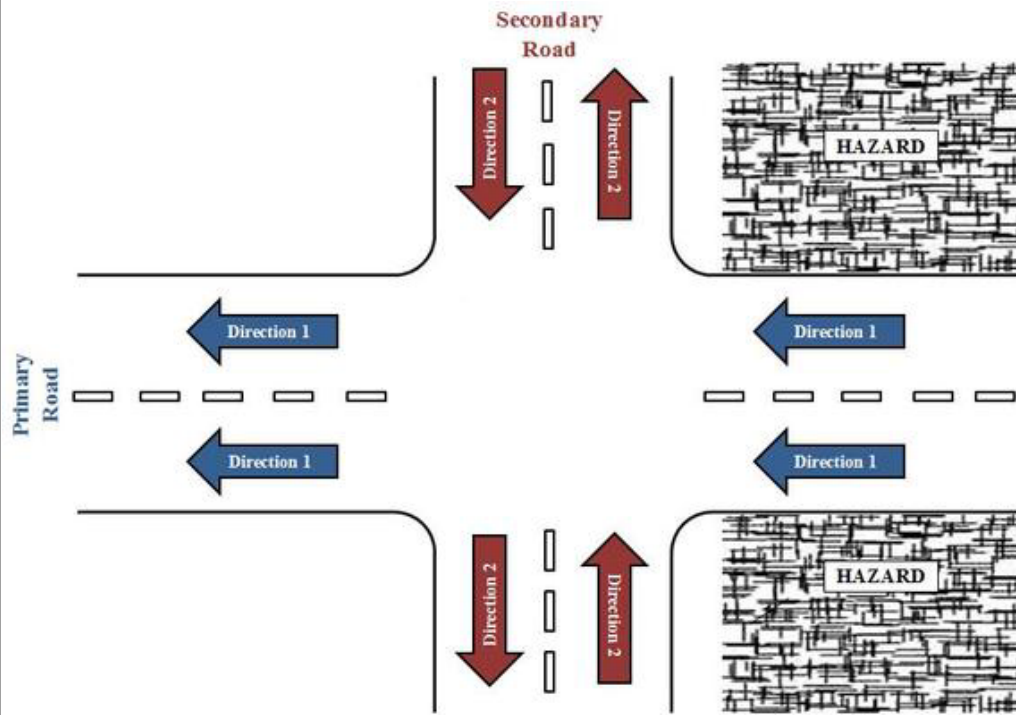 Secondary
Road
Direction 2
Direction 2
HAZARD
Direction 1
Direction 1
Primary
Road
Direction 1
Direction 1
Direction 2
Direction 2
HAZARD